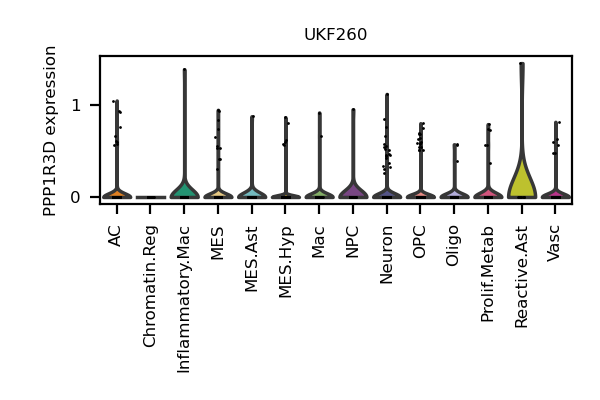 UKF260
PPP1R3D expression
1
0
AC
Chromatin.Reg
Inflammatory.Mac
MES
MES.Ast
MES.Hyp
Mac
NPC
Neuron
OPC
Oligo
Prolif.Metab
Reactive.Ast
Vasc